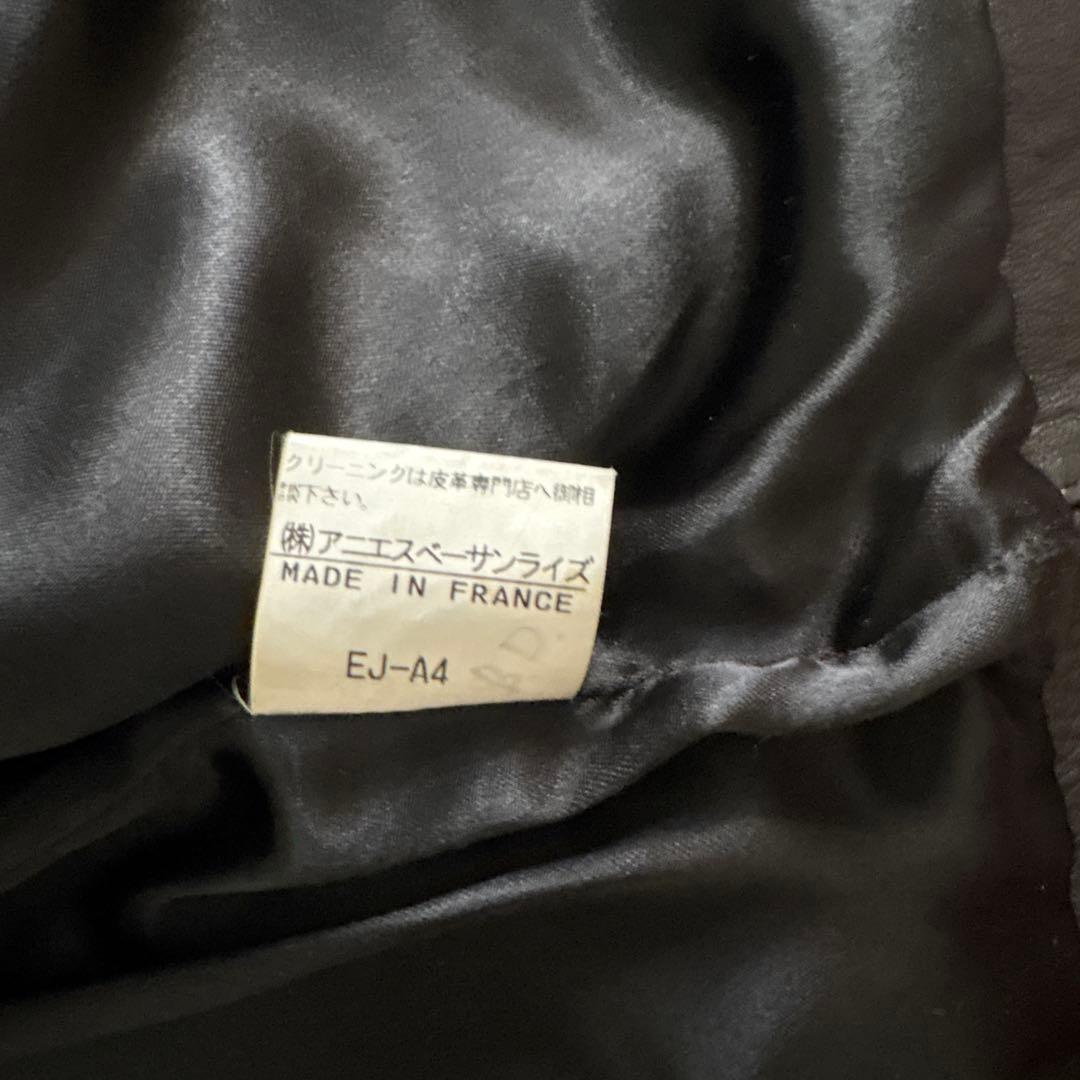 クリーニングは皮革専門店へ御相
談下さい。
㈱アニエスベーサンライズ
MADE IN FRANCE
EJ-A4